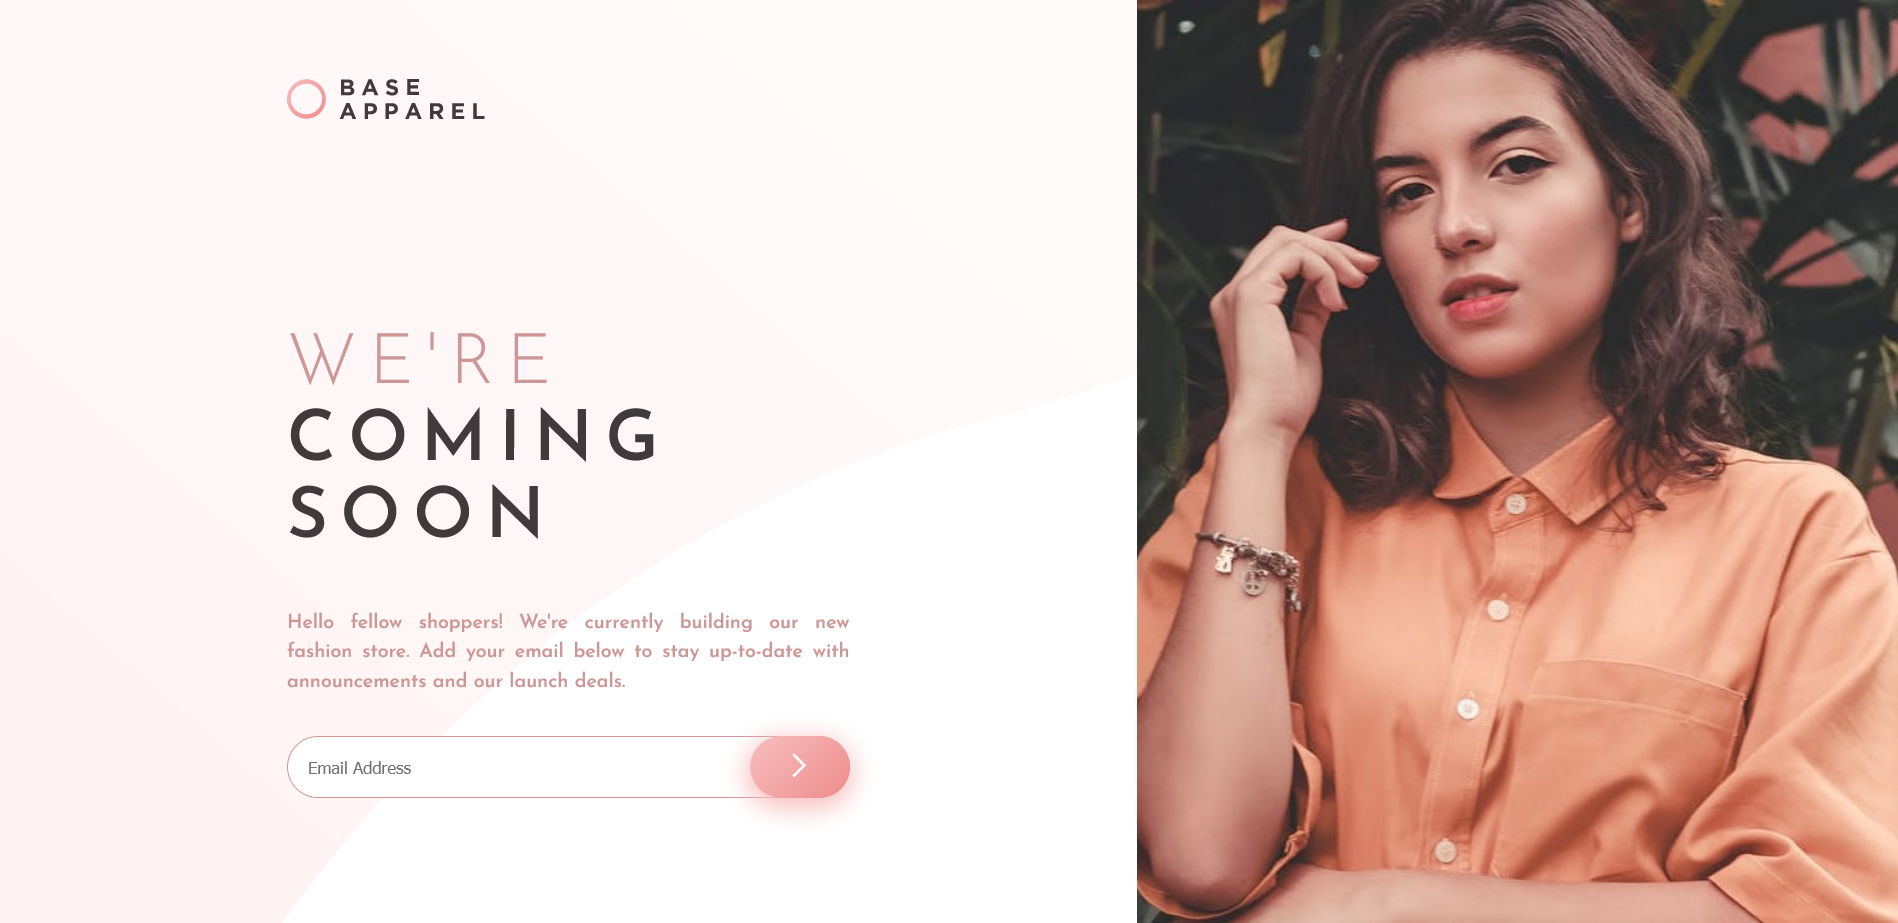 BASE
APPAREL
WE'RE
COMING
SOON
Hello fellow shoppers! We're currently building our new
fashion store. Add your email below to stay up-to-date with
announcements and our launch deals.
Email Address